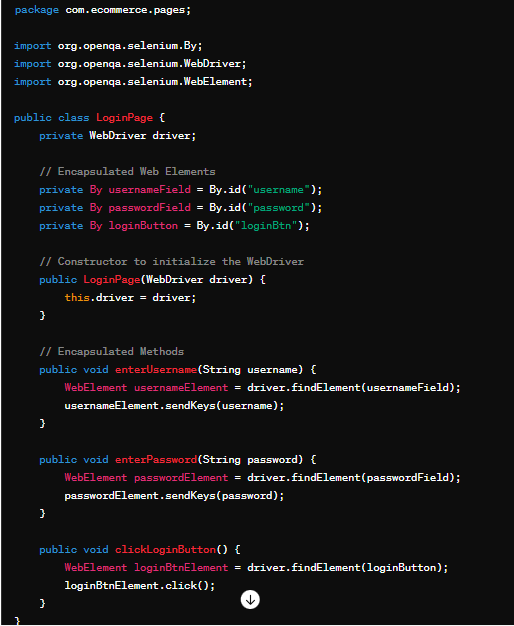 package com.ecommerce.pages;
import org.openqa.selenium.By;
import org.openqa.selenium.WebDriver;
import org.openqa.selenium.WebElement;
public class LoginPage {
    private WebDriver driver;
    // Encapsulated Web Elements
    private By usernameField = By.id("username");
    private By passwordField = By.id("password");
    private By loginButton = By.id("loginBtn");
    // Constructor to initialize the WebDriver
    public LoginPage(WebDriver driver) {
        this.driver = driver;
    }
    // Encapsulated Methods
    public void enterUsername(String username) {
        WebElement usernameElement = driver.findElement(usernameField);
        usernameElement.sendKeys(username);
    }
    public void enterPassword(String password) {
        WebElement passwordElement = driver.findElement(passwordField);
        passwordElement.sendKeys(password);
    }
    public void clickLoginButton() {
        WebElement loginBtnElement = driver.findElement(loginButton);
        loginBtnElement.click();
    }
}